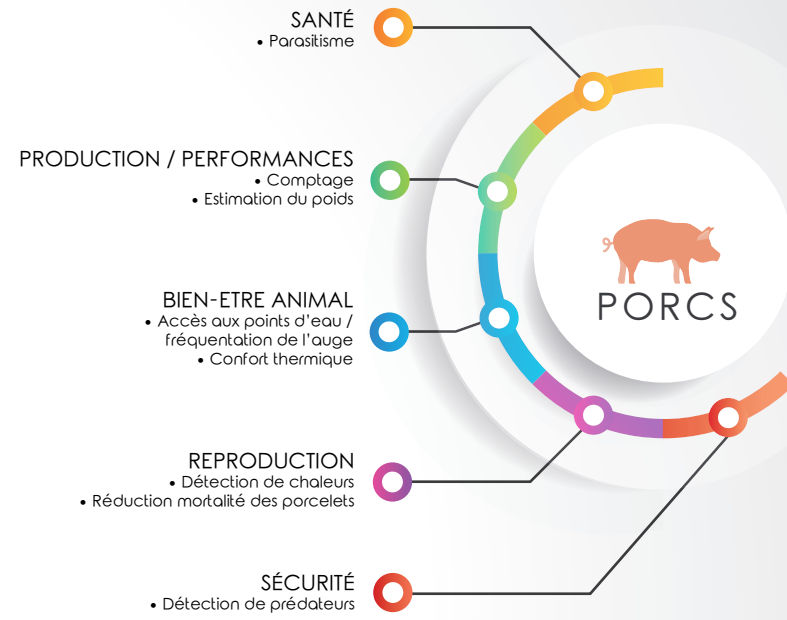 SANTÉ
• Parasitisme
PRODUCTION / PERFORMANCES
• Comptage
• Estimation du poids
BIEN-ETRE ANIMAL
• Accès aux points d'eau /
fréquentation de l'auge
• Confort thermique
REPRODUCTION
• Détection de chaleurs
• Réduction mortalité des porcelets
SÉCURITÉ
• Détection de prédateurs
PORCS